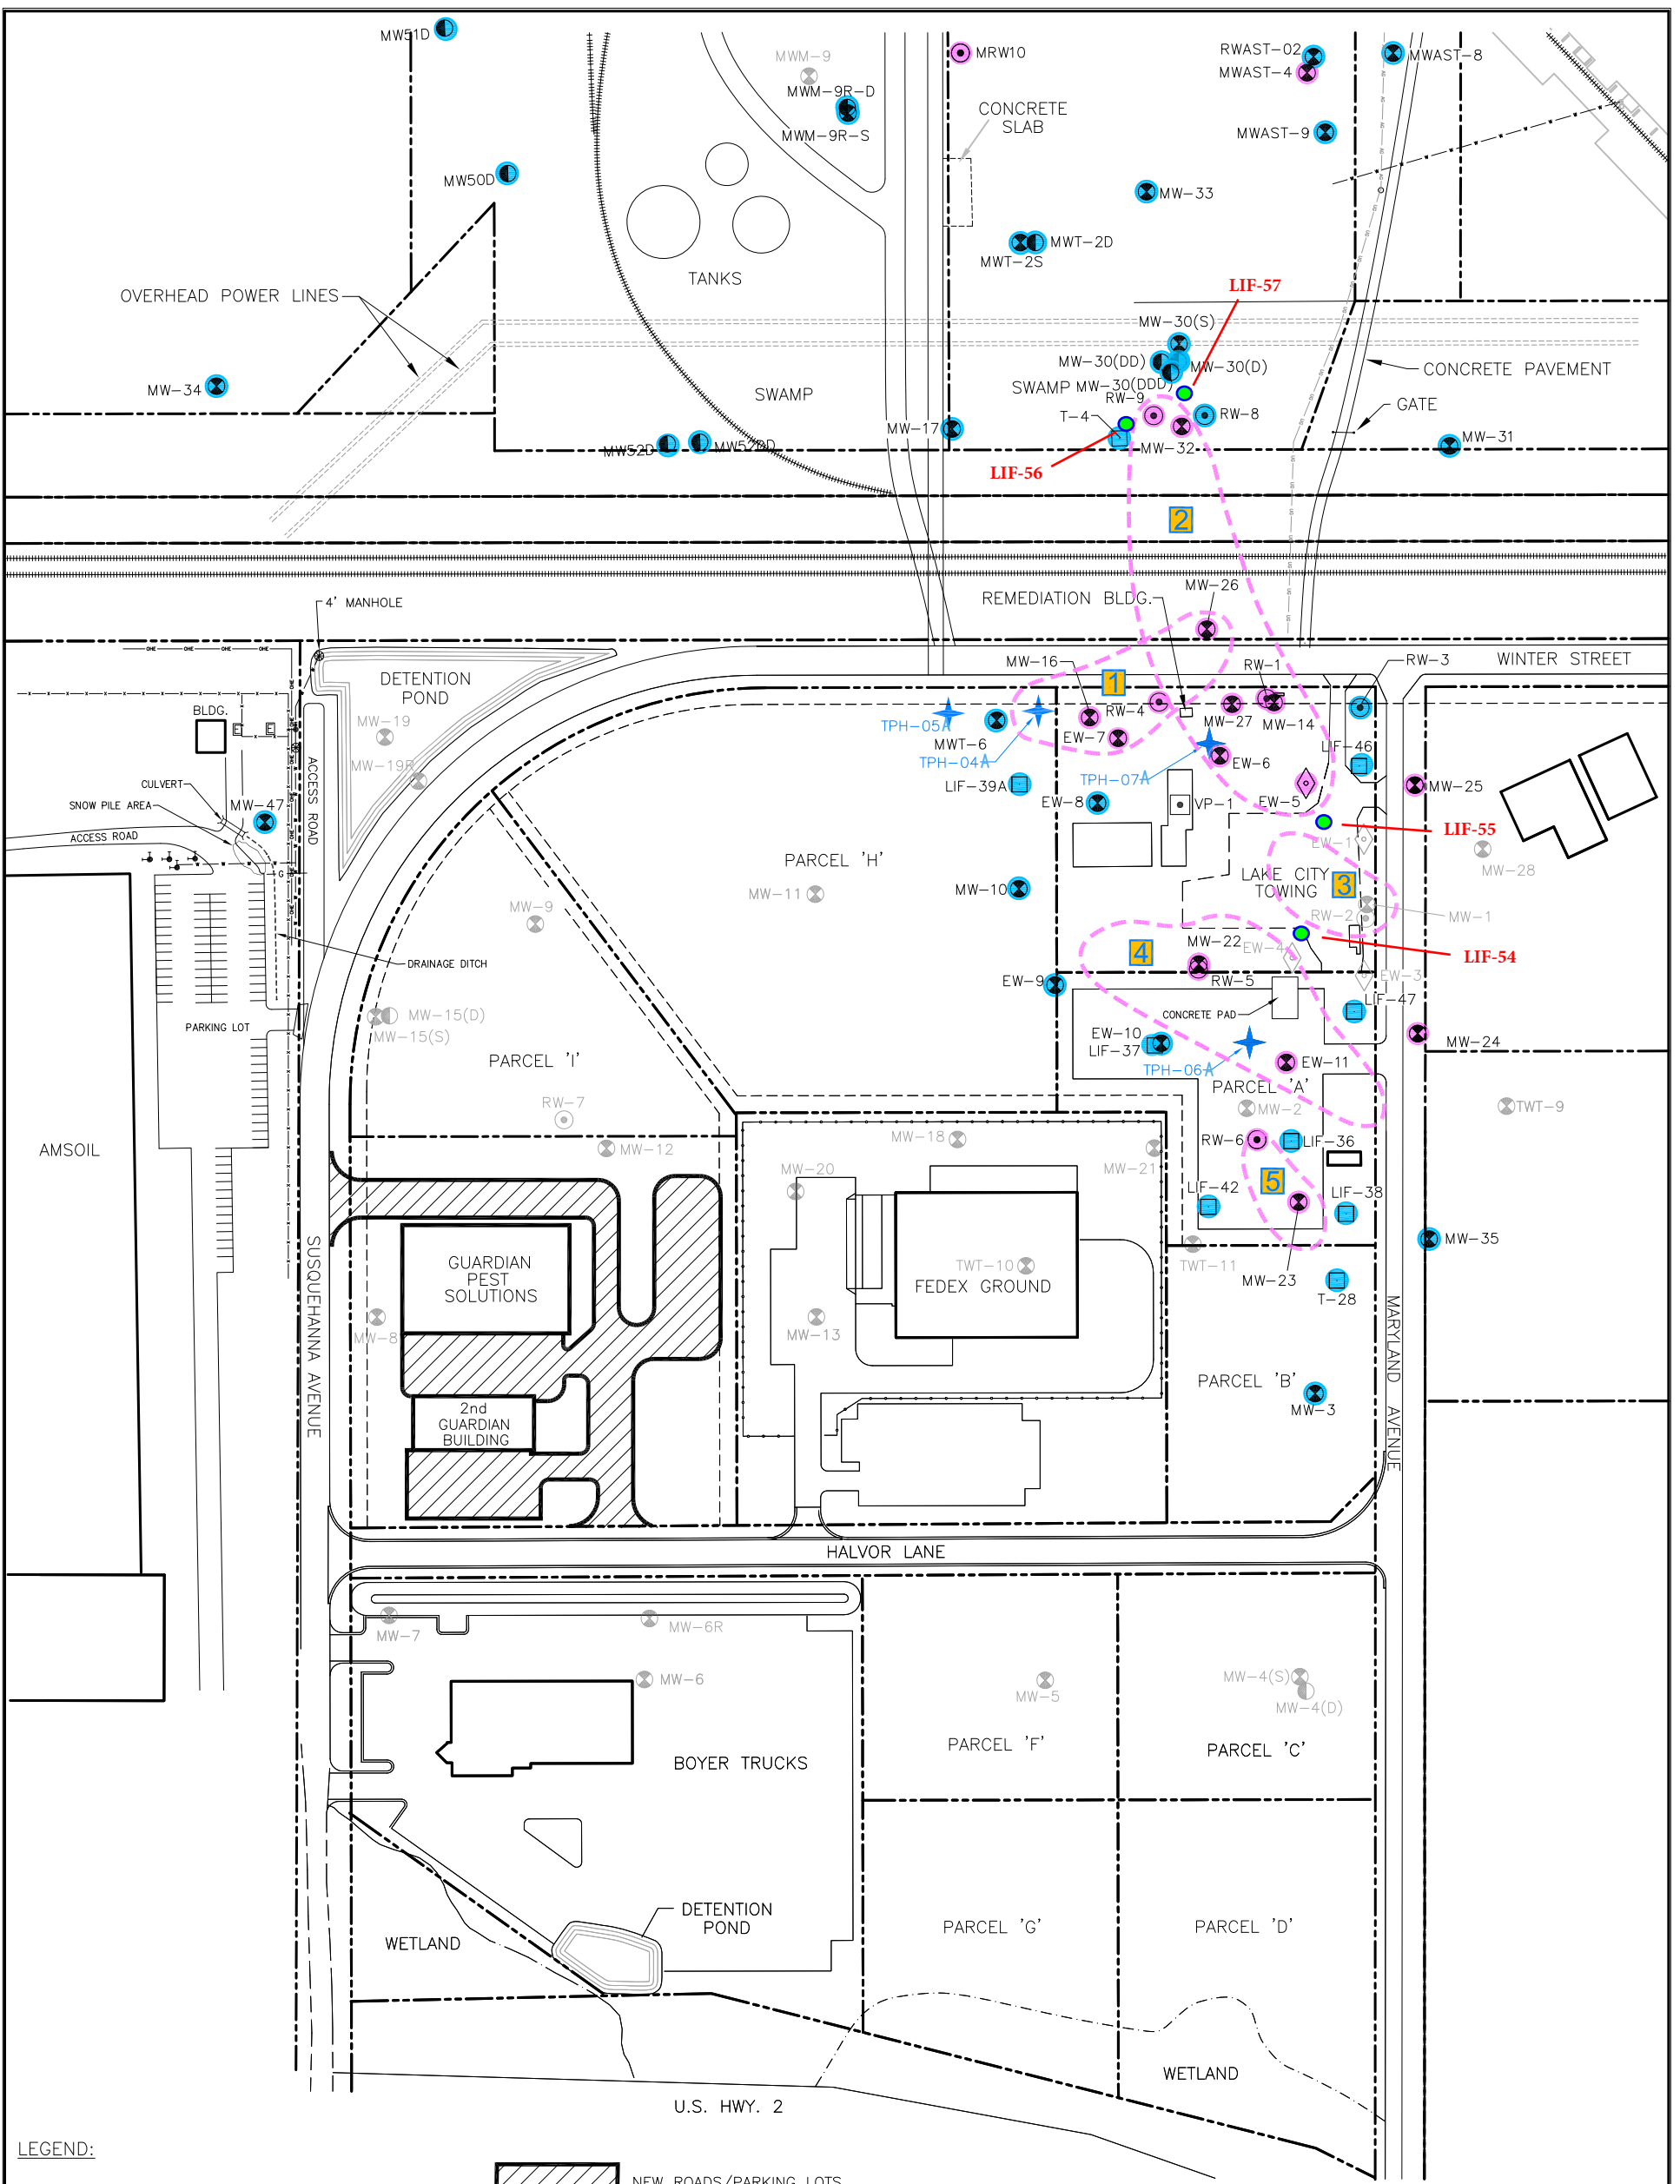 MW51D
MWM-9
MWM-9R-D
MWM-9R-S
MRW10
RWAST-02
MWAST-4
MWAST-8
CONCRETE
SLAB
MWAST-9
MW50D
MW-33
MWT-2D
MWT-2S
TANKS
OVERHEAD POWER LINES
LIF-57
MW-30(S)
MW-30(DD)
MW-30(D)
CONCRETE PAVEMENT
MW-34
SWAMP
SWAMP
MW-30(DDD)
RW-9
GATE
T-4
RW-8
MW-17
MW-31
MW52D
MW52DD
MW-32
LIF-56
2
MW-26
4' MANHOLE
REMEDIATION BLDG.
MW-16
RW-1
RW-3
WINTER STREET
DETENTION
POND
1
BLDG.
E
E
MW-19
TPH-05A
RW-4
MW-27
MW-14
MWT-6
EW-7
LIF-46
TPH-04A
MW-19R
ACCESS ROAD
TPH-07A
EW-6
CULVERT
LIF-39A
MW-25
SNOW PILE AREA
MW-47
EW-8
VP-1
EW-5
LIF-55
ACCESS ROAD
EW-1
MW-28
PARCEL 'H'
LAKE CITY
TOWING
3
G
MW-11
MW-10
MW-9
RW-2
MW-1
4
MW-22
EW-4
LIF-54
DRAINAGE DITCH
RW-5
EW-3
EW-9
LIF-47
PARKING LOT
MW-15(D)
MW-15(S)
CONCRETE PAD
EW-10
LIF-37
MW-24
PARCEL 'I'
TPH-06A
EW-11
PARCEL 'A'
RW-7
MW-2
TWT-9
AMSOIL
MW-12
MW-18
MW-21
RW-6
LIF-36
MW-20
5
LIF-42
LIF-38
SUSQUEHANNA AVENUE
MW-35
GUARDIAN
PEST
SOLUTIONS
TWT-10
FEDEX GROUND
TWT-11
MW-23
T-28
MW-8
MW-13
MARYLAND AVENUE
PARCEL 'B'
MW-3
2nd
GUARDIAN
BUILDING
HALVOR LANE
MW-7
MW-6R
MW-6
MW-5
MW-4(S)
MW-4(D)
PARCEL 'F'
PARCEL 'C'
BOYER TRUCKS
DETENTION
POND
WETLAND
PARCEL 'G'
PARCEL 'D'
WETLAND
U.S. HWY. 2
LEGEND:
NEW ROADS/PARKING LOTS